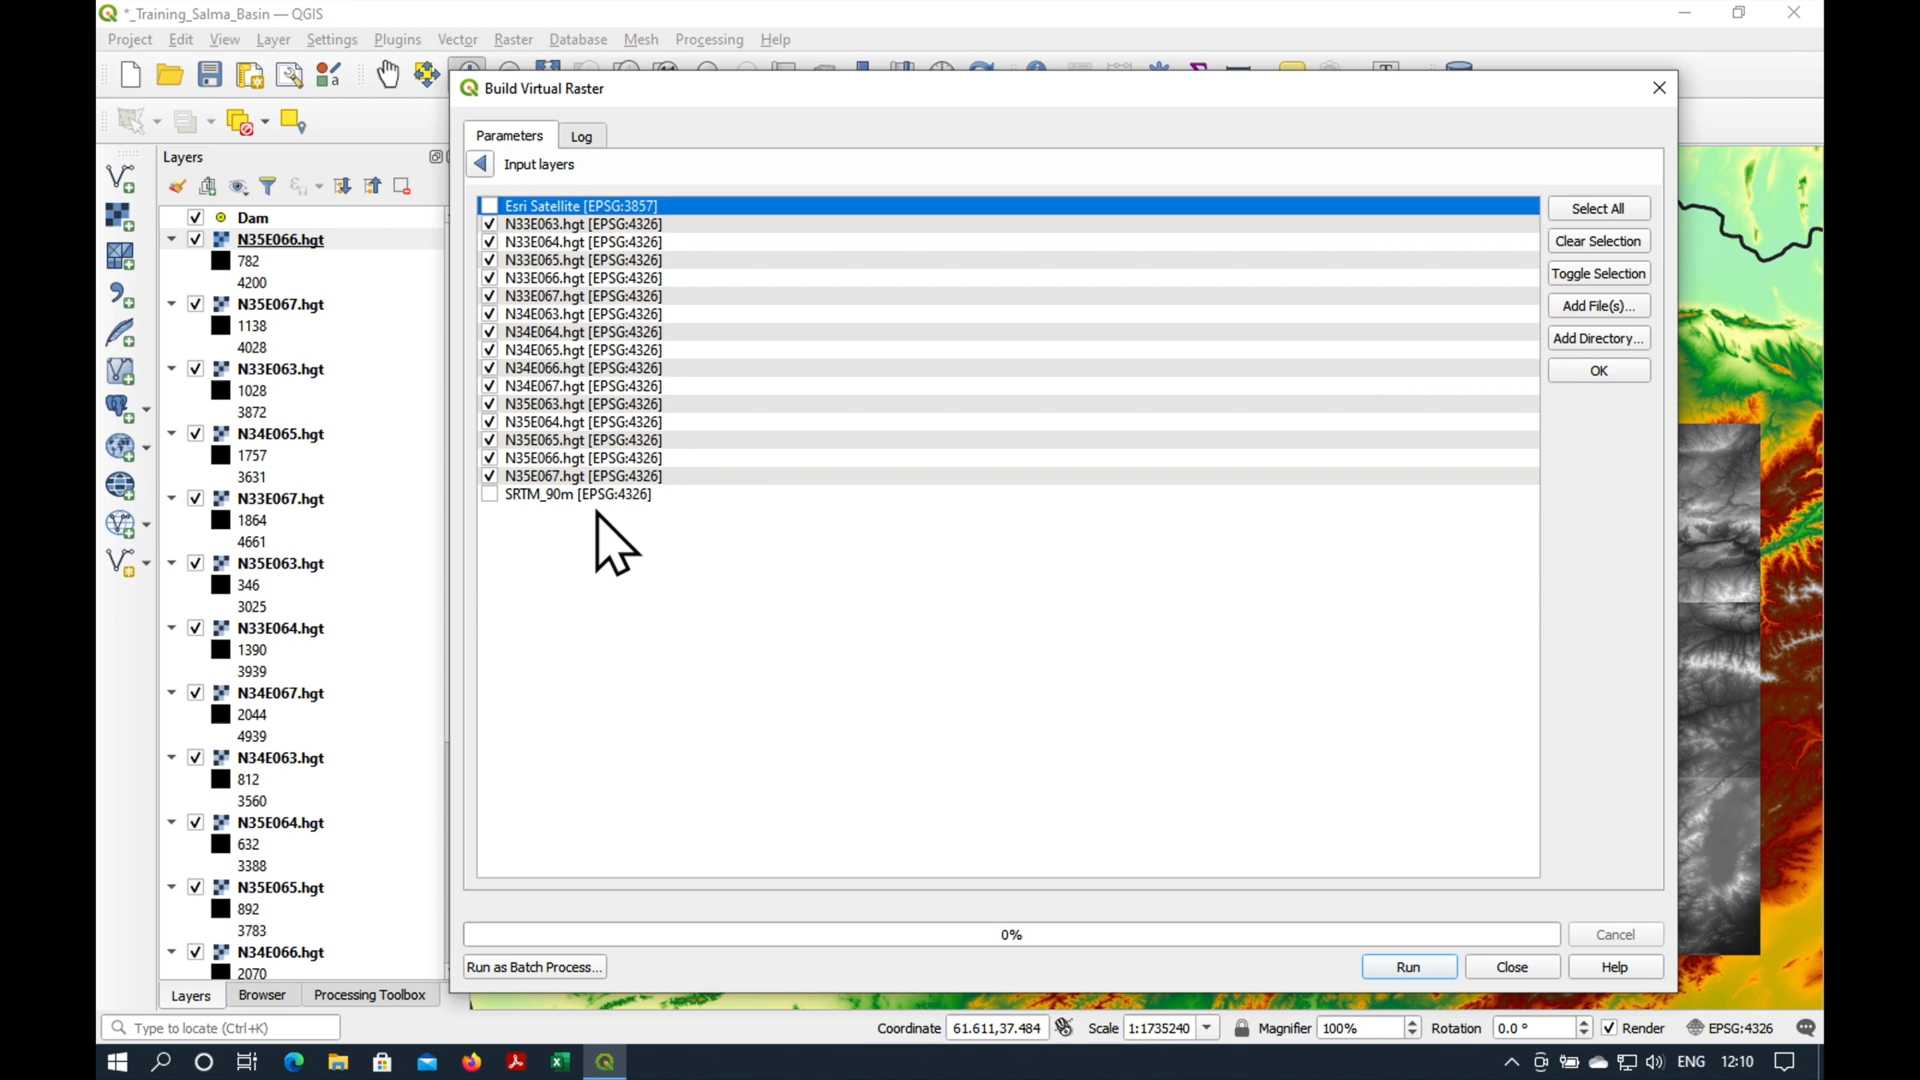 *_Training_Salma_Basin — QGIS
Project Edit View Layer Settings Plugins Vector Raster Database Mesh Processing Help
Build Virtual Raster
Parameters Log
Input layers
Layers
Dam
N35E066.hgt
782
4200
N35E067.hgt
1138
4028
N33E063.hgt
1028
3872
N34E065.hgt
1757
3631
N33E067.hgt
1864
4661
N35E063.hgt
346
3025
N33E064.hgt
1390
3939
N34E067.hgt
2044
4939
N34E063.hgt
812
3560
N35E064.hgt
632
3388
N35E065.hgt
892
3783
N34E066.hgt
2070
Esri Satellite [EPSG:3857]
N33E063.hgt [EPSG:4326]
N33E064.hgt [EPSG:4326]
N33E065.hgt [EPSG:4326]
N33E066.hgt [EPSG:4326]
N33E067.hgt [EPSG:4326]
N34E063.hgt [EPSG:4326]
N34E064.hgt [EPSG:4326]
N34E065.hgt [EPSG:4326]
N34E066.hgt [EPSG:4326]
N34E067.hgt [EPSG:4326]
N35E063.hgt [EPSG:4326]
N35E064.hgt [EPSG:4326]
N35E065.hgt [EPSG:4326]
N35E066.hgt [EPSG:4326]
N35E067.hgt [EPSG:4326]
SRTM_90m [EPSG:4326]
Select All
Clear Selection
Toggle Selection
Add File(s)...
Add Directory...
OK
0%
Cancel
Run as Batch Process... Run Close Help
Layers Browser Processing Toolbox
Type to locate (Ctrl+K) Coordinate 61.611,37.484 Scale 1:1735240 Magnifier 100% Rotation 0.0 ° Render EPSG:4326
ENG 12:10